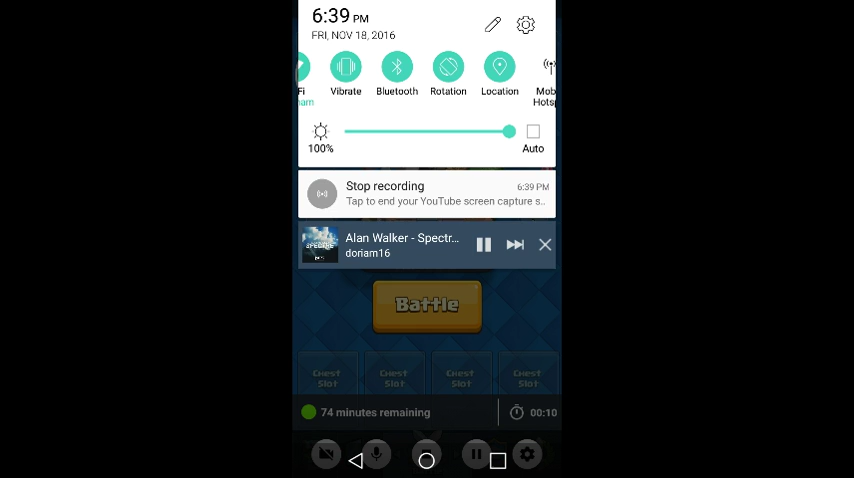 6:39 PM
FRI, NOV 18, 2016
Fi
Vibrate
Bluetooth
Rotation
Location
Mob
Hots
100%
Auto
Stop recording
6:39 PM
Tap to end your YouTube screen capture s..
SPECTRE
Alan Walker - Spectr...
doriam16
Battle
Chest Slot
Chest Slot
Chest Slot
Chest Slot
74 minutes remaining
00:10